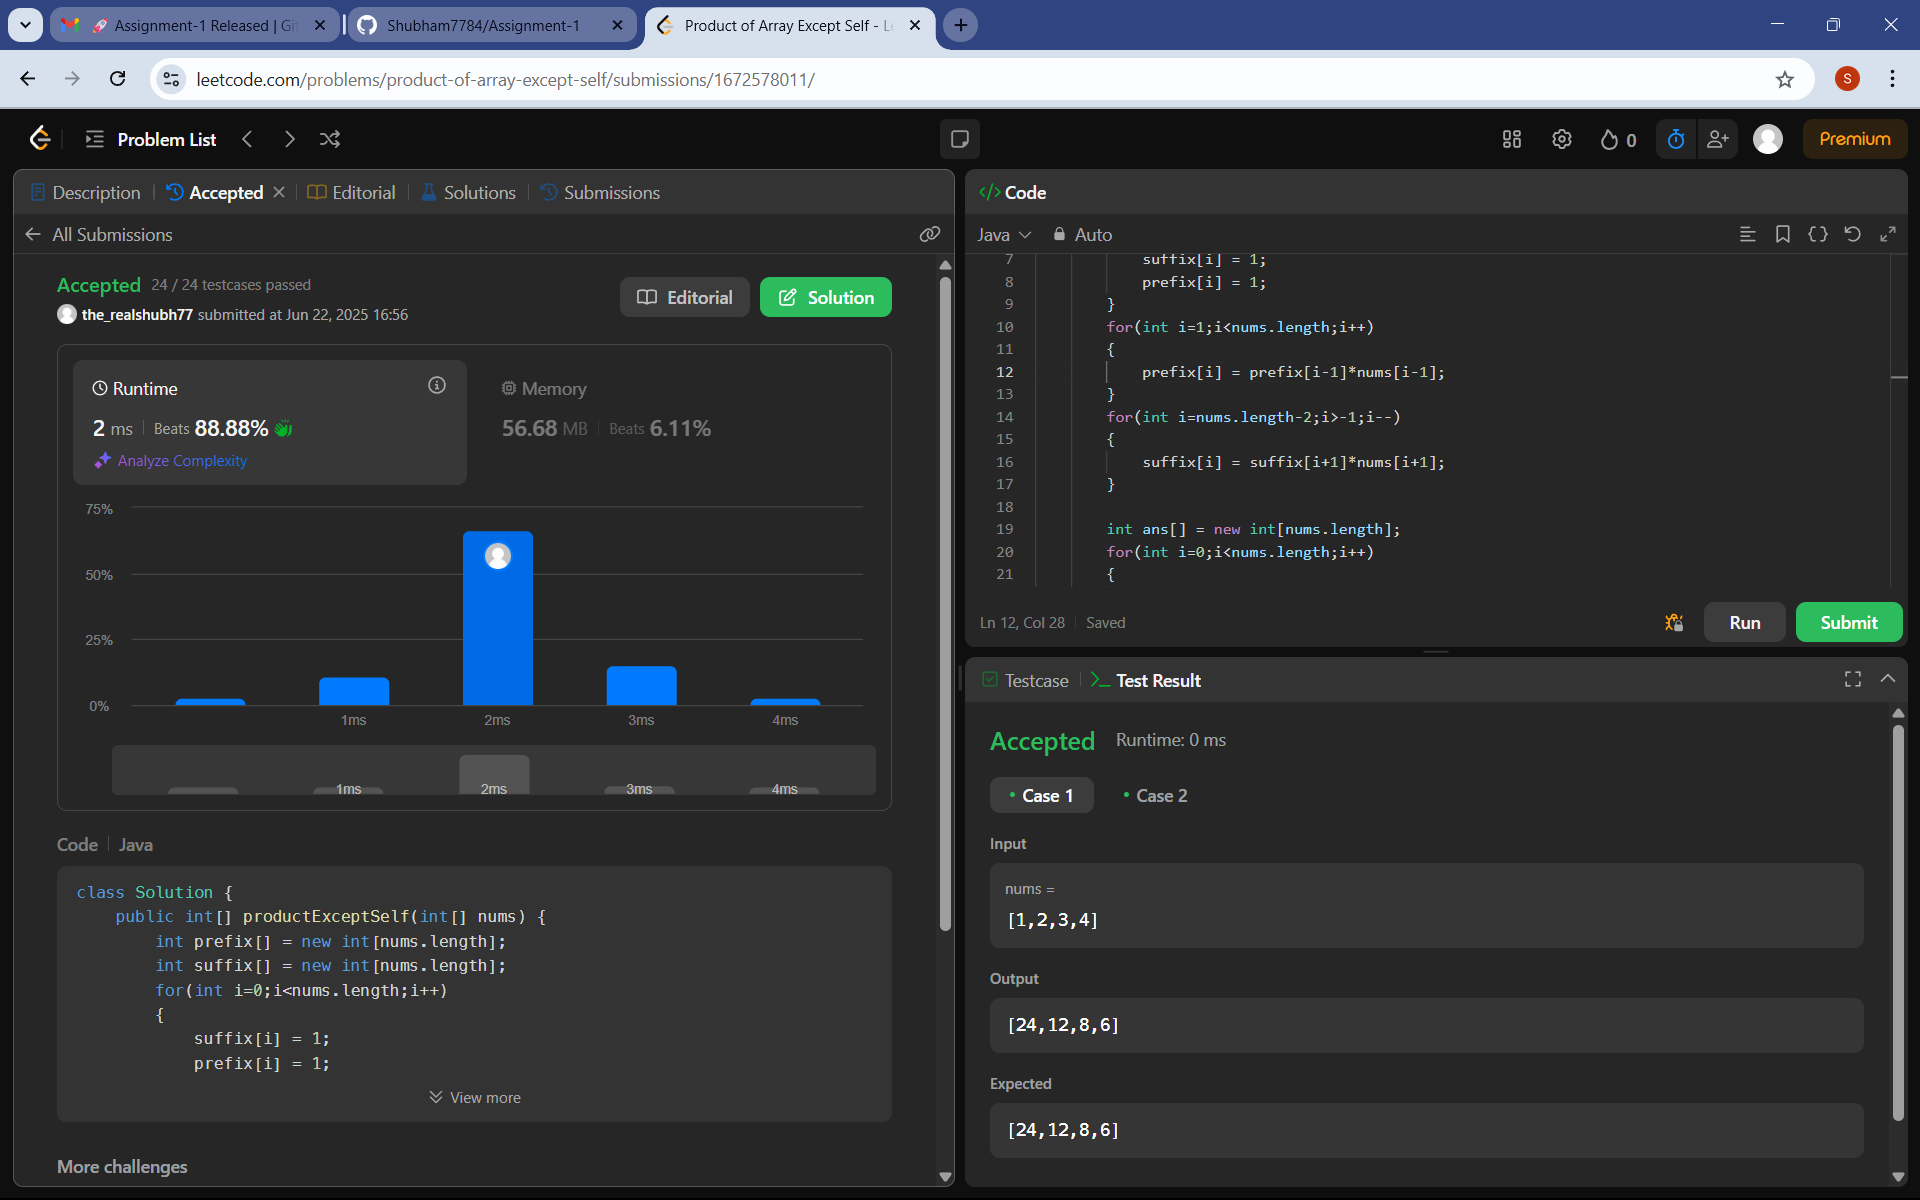 🚀 Assignment-1 Released | Gi
Shubham7784/Assignment-1
Product of Array Except Self - Le
leetcode.com/problems/product-of-array-except-self/submissions/1672578011/
S
Problem List
0
Premium
Description
Accepted
Editorial
Solutions
Submissions
All Submissions
Accepted 24 / 24 testcases passed
the_realshubh77 submitted at Jun 22, 2025 16:56
Editorial
Solution
Runtime
2 ms Beats 88.88%
Analyze Complexity
Memory
56.68 MB Beats 6.11%
75%
50%
25%
0%
1ms 2ms 3ms 4ms
1ms 2ms 3ms 4ms
Code Java
class Solution {
public int[] productExceptSelf(int[] nums) {
int prefix[] = new int[nums.length];
int suffix[] = new int[nums.length];
for(int i=0;i<nums.length;i++)
{
suffix[i] = 1;
prefix[i] = 1;
View more
More challenges
</> Code
Java
Auto
7 suffix[i] = 1;
8 prefix[i] = 1;
9 }
10 for(int i=1;i<nums.length;i++)
11 {
12 prefix[i] = prefix[i-1]*nums[i-1];
13 }
14 for(int i=nums.length-2;i>-1;i--)
15 {
16 suffix[i] = suffix[i+1]*nums[i+1];
17 }
18
19 int ans[] = new int[nums.length];
20 for(int i=0;i<nums.length;i++)
21 {
Ln 12, Col 28 Saved
Run
Submit
Testcase
Test Result
Accepted Runtime: 0 ms
• Case 1 • Case 2
Input
nums =
[1,2,3,4]
Output
[24,12,8,6]
Expected
[24,12,8,6]